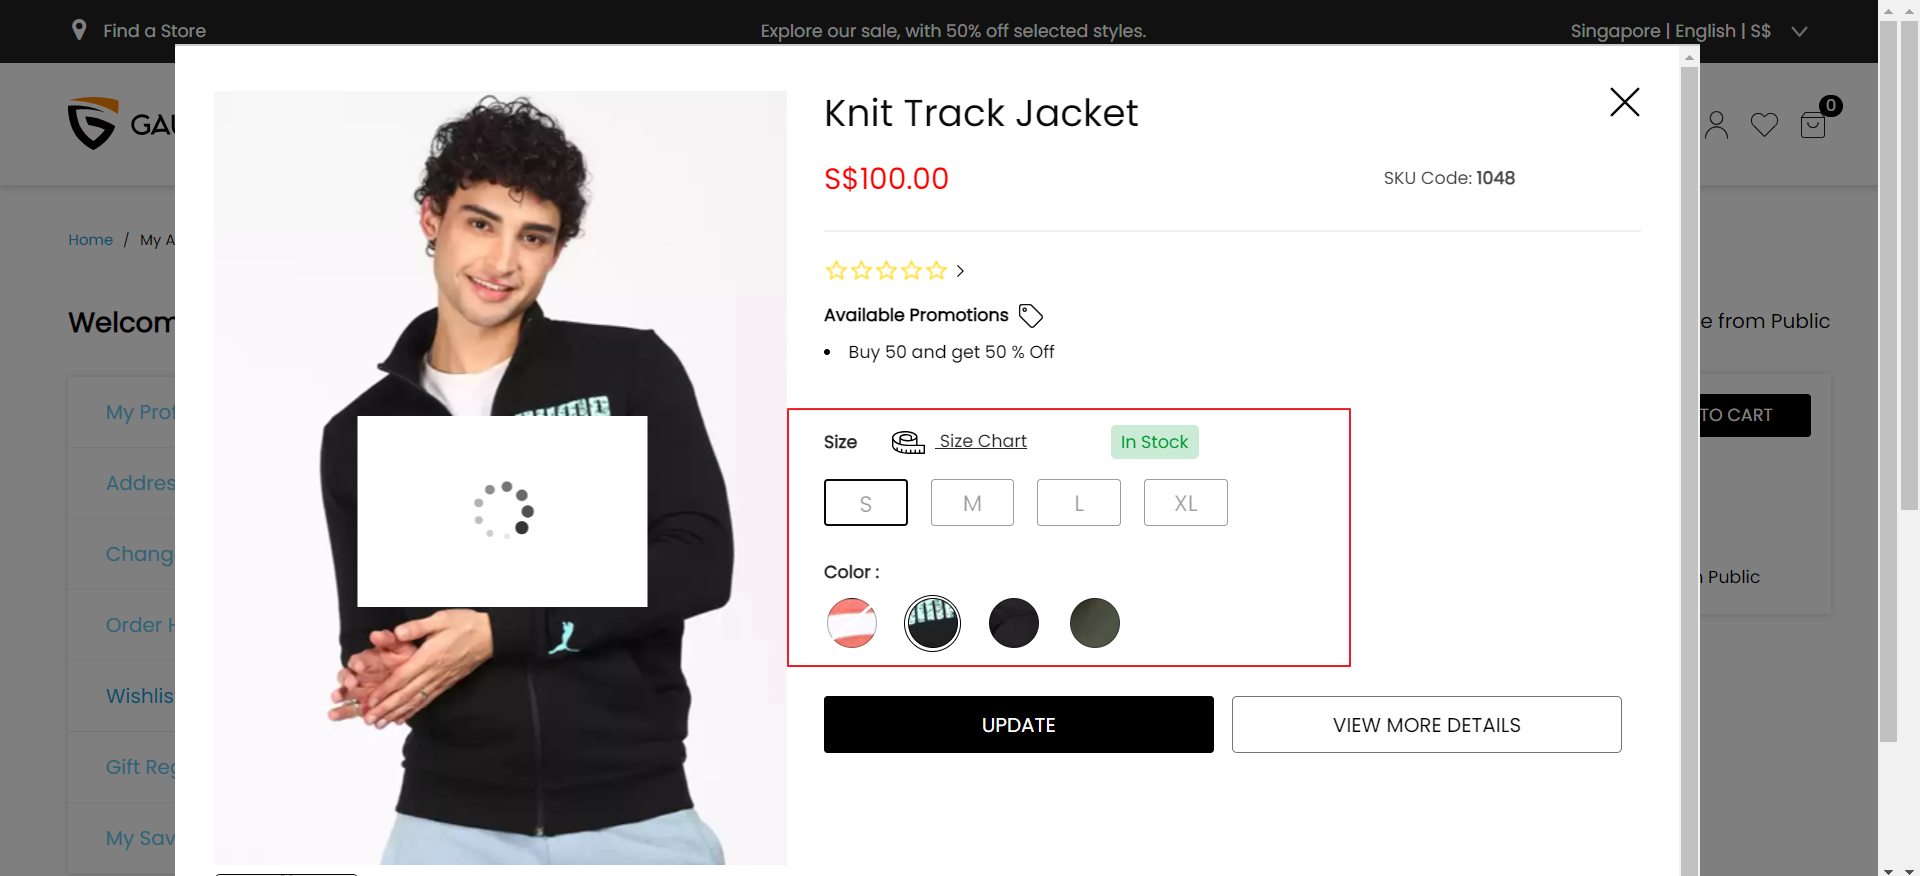 Find a Store
Explore our sale, with 50% off selected styles.
Singapore | English | S$
GAU
0
Knit Track Jacket
S$100.00
SKU Code: 1048
Home / My A
Available Promotions
Buy 50 and get 50 % Off
Welcom
e from Public
My Prof
TO CART
Size
Size Chart
In Stock
Addres
S
M
L
XL
Change
Color :
Public
Order H
Wishlis
UPDATE
VIEW MORE DETAILS
Gift Reg
My Sav